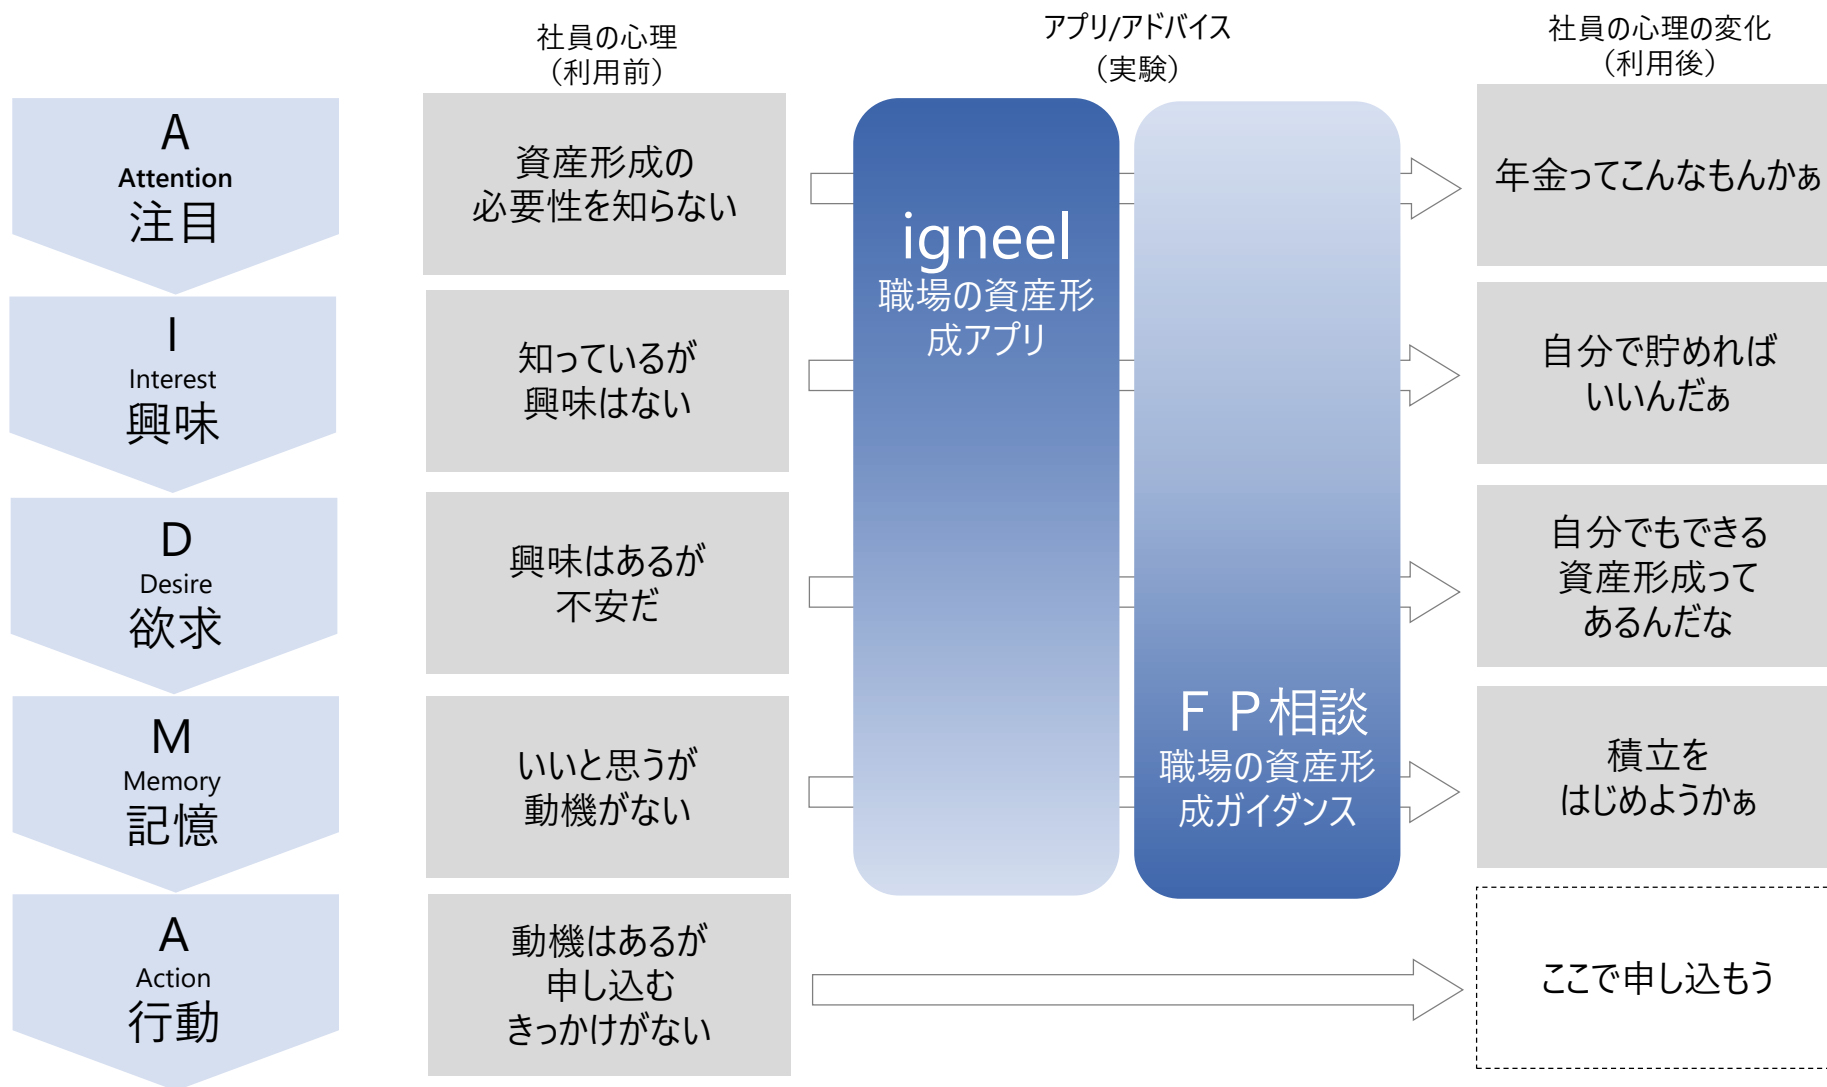 社員の心理
（利用前）
アプリ/アドバイス
（実験）
社員の心理の変化
（利用後）
A
Attention
注目
資産形成の
必要性を知らない
igneel
職場の資産形
成アプリ
年金ってこんなもんかぁ
I
Interest
興味
知っているが
興味はない
自分で貯めれば
いいんだぁ
D
Desire
欲求
興味はあるが
不安だ
自分でもできる
資産形成って
あるんだな
M
Memory
記憶
いいと思うが
動機がない
ＦＰ相談
職場の資産形
成ガイダンス
積立を
はじめようかぁ
A
Action
行動
動機はあるが
申し込む
きっかけがない
ここで申し込もう